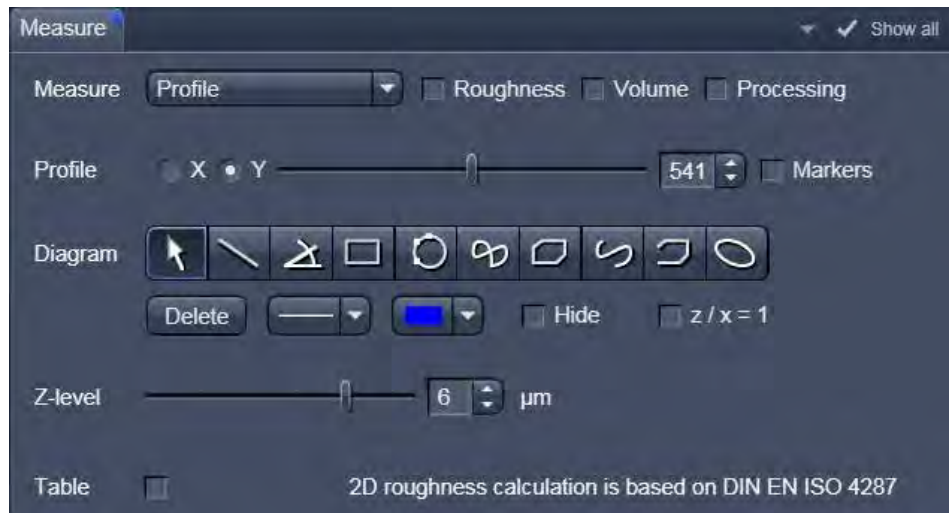 Measure Show all
Measure Profile Roughness Volume Processing
Profile X Y 541 Markers
Diagram
Delete Hide z / x = 1
Z-level 6 µm
Table 2D roughness calculation is based on DIN EN ISO 4287